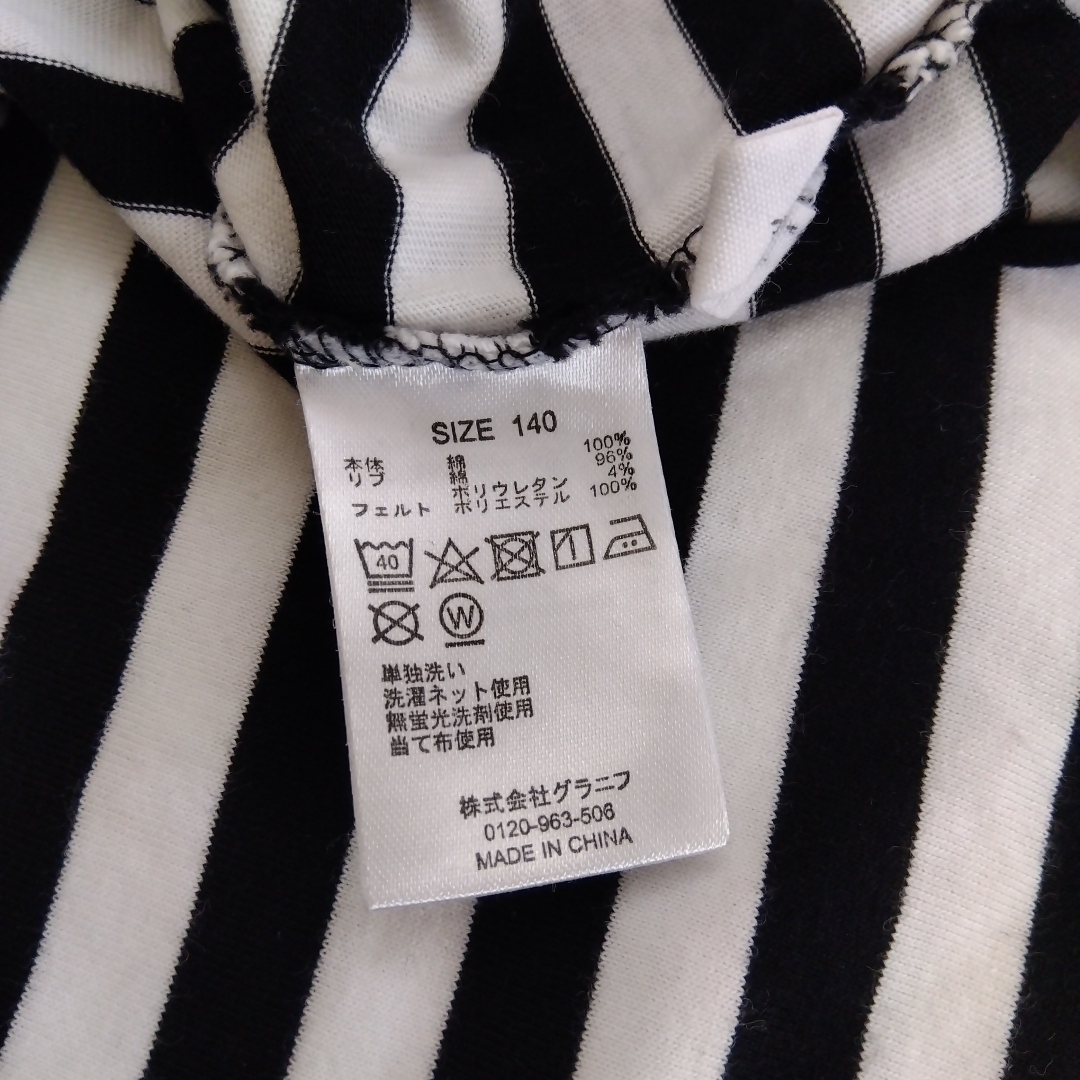 SIZE 140
本体 綿 100%
リブ 綿 96%
ポリウレタン 4%
フェルト ポリエステル 100%
40
W
単独洗い
洗濯ネット使用
無蛍光洗剤使用
当て布使用
株式会社グラニフ
0120-963-506
MADE IN CHINA